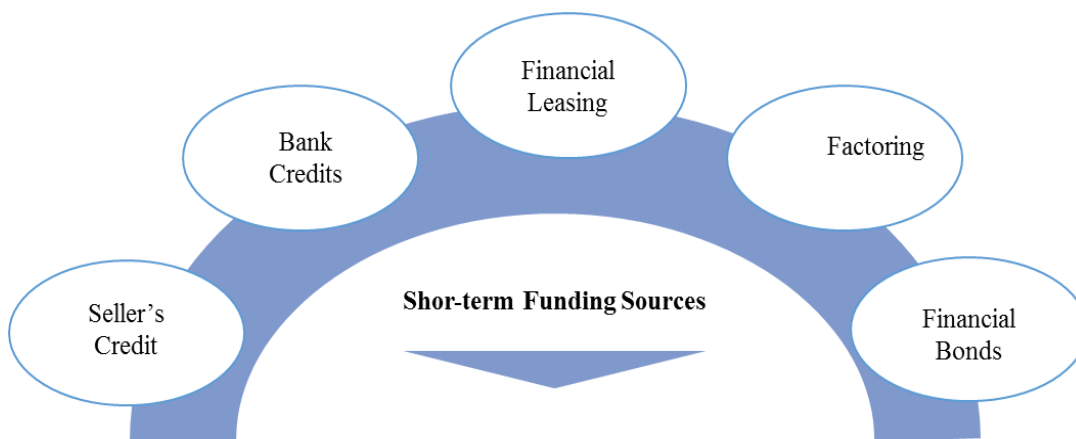 Financial
Leasing
Bank
Credits
Factoring
Seller’s
Credit
Shor-term Funding Sources
Financial
Bonds